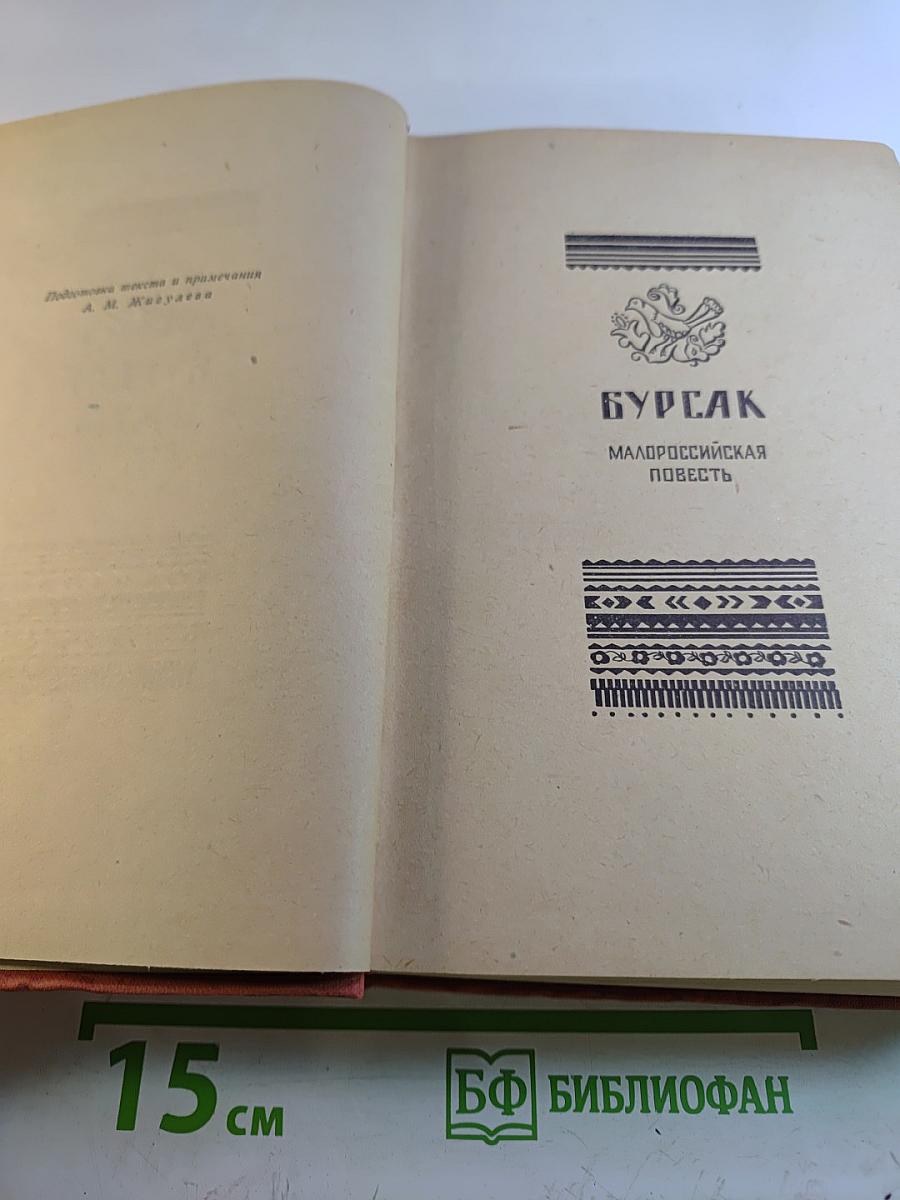 Подготовка текста и примечания
А. М. Жигулева
БУРСАК
МАЛОРОССИЙСКАЯ
ПОВЕСТЬ
15 см
БФ БИБЛИОФАН